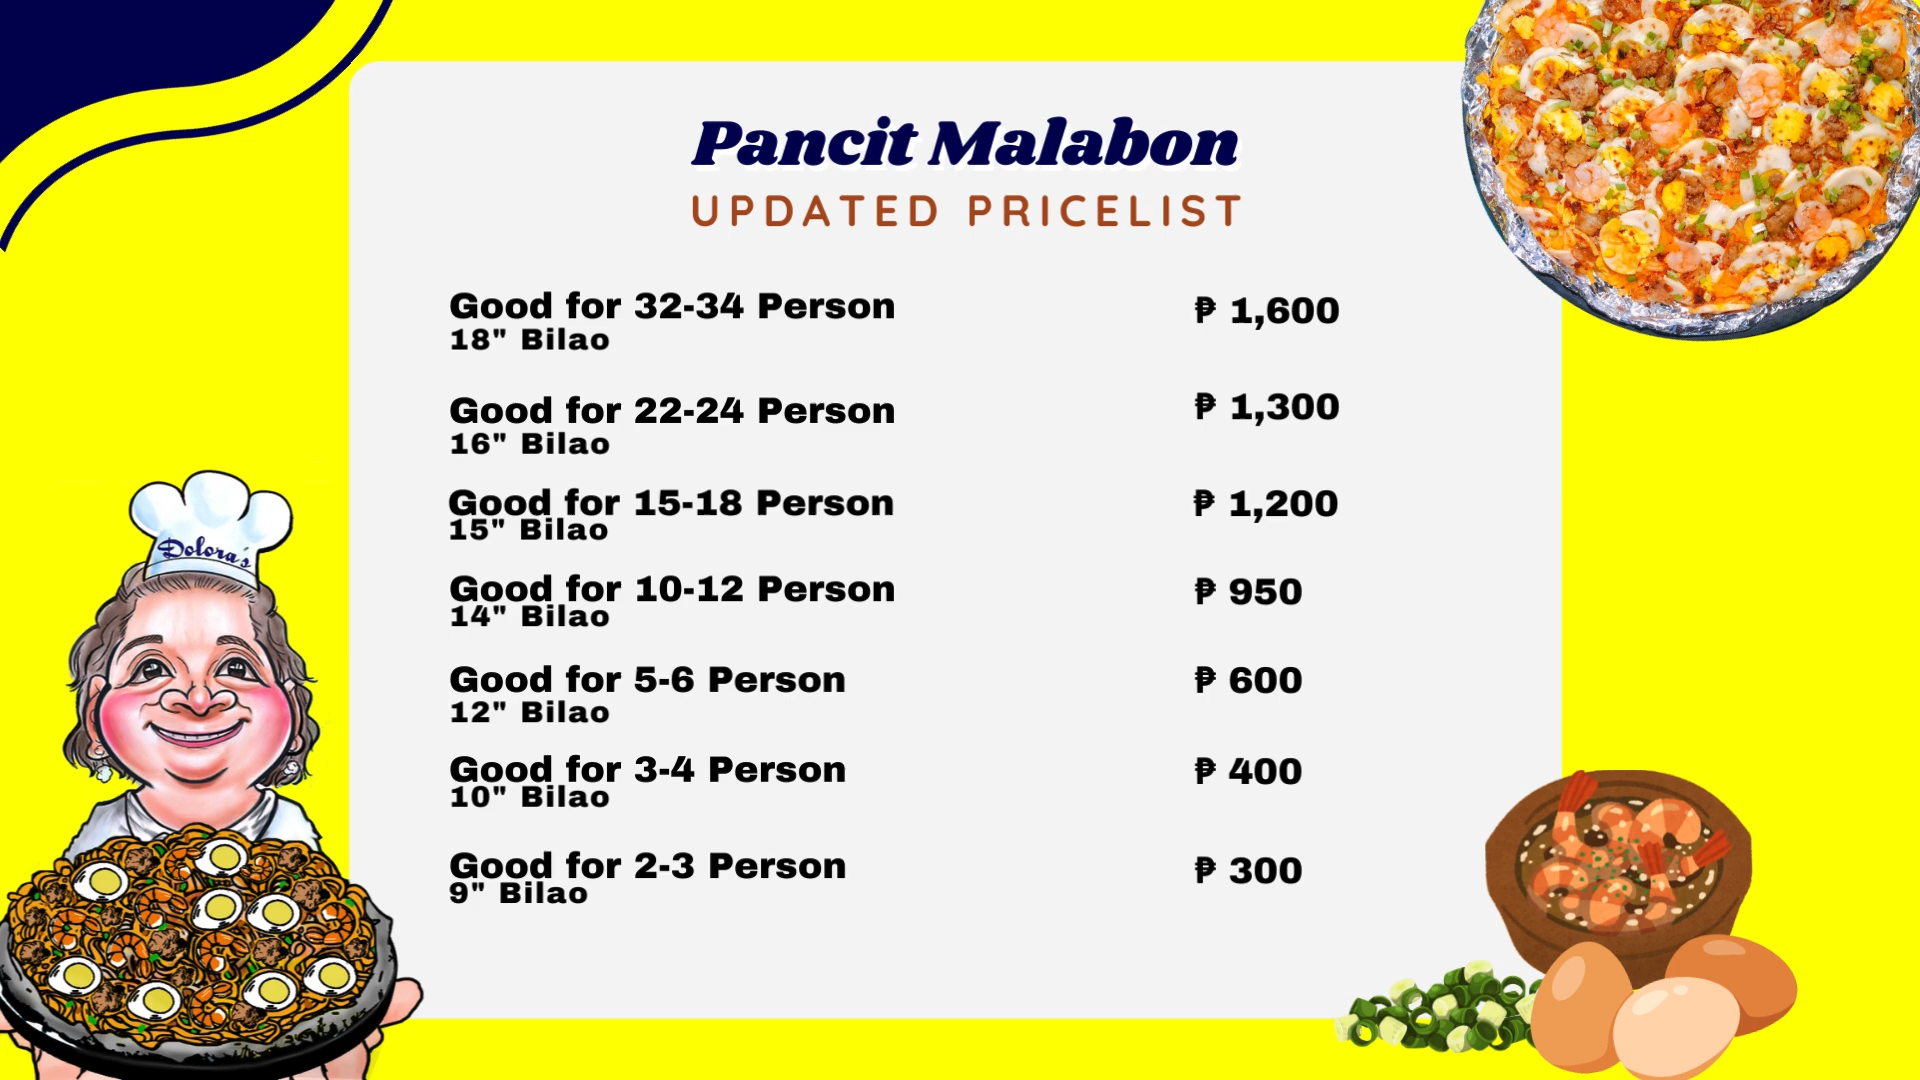 Pancit Malabon
UPDATED PRICELIST
Good for 32-34 Person
18" Bilao
₱ 1,600
Good for 22-24 Person
16" Bilao
₱ 1,300
Good for 15-18 Person
15" Bilao
₱ 1,200
Good for 10-12 Person
14" Bilao
₱ 950
Good for 5-6 Person
12" Bilao
₱ 600
Good for 3-4 Person
10" Bilao
₱ 400
Good for 2-3 Person
9" Bilao
₱ 300
Dolora's